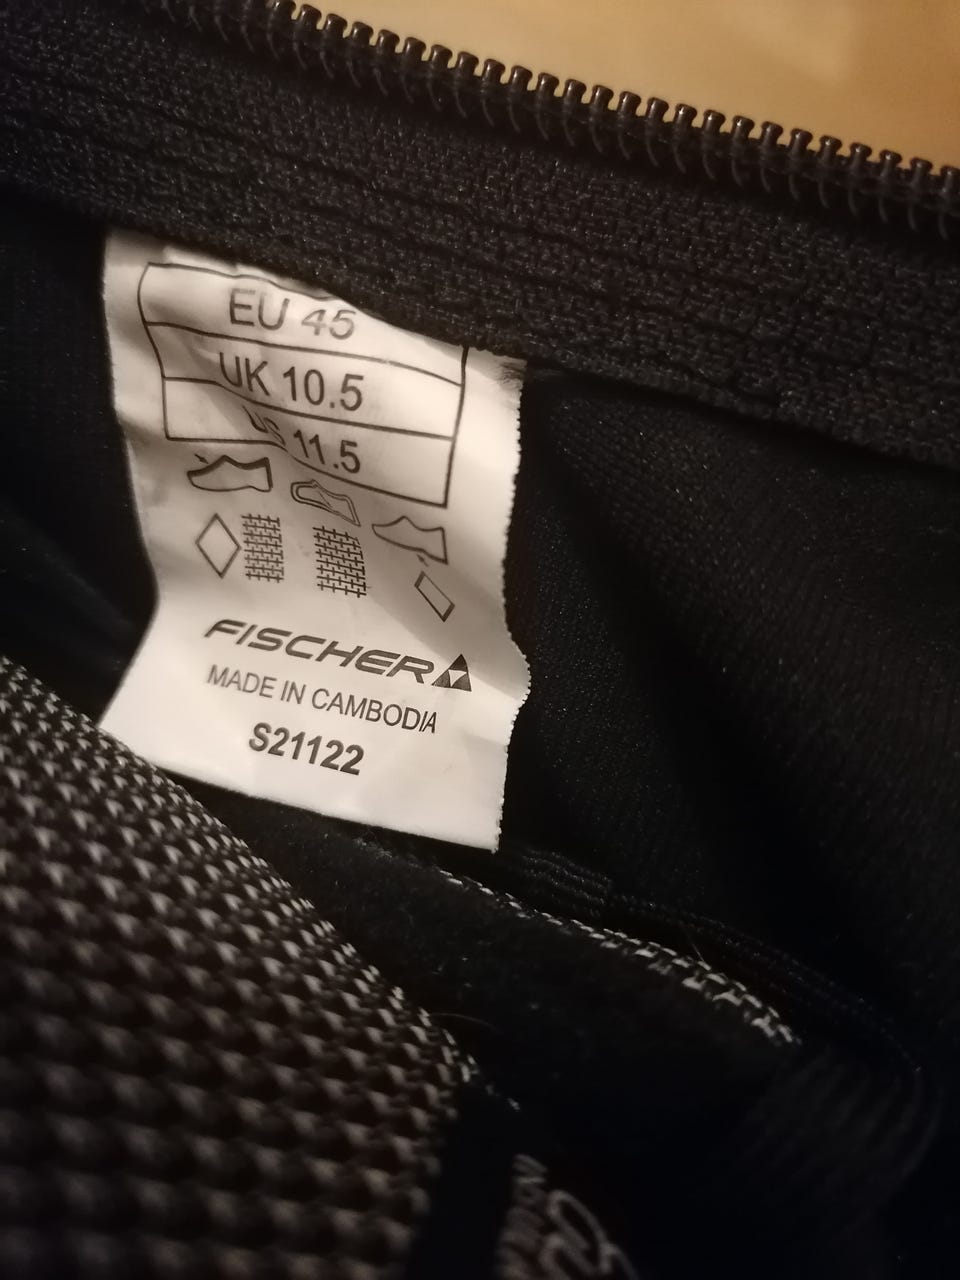 EU 45
UK 10.5
US 11.5
FISCHER
MADE IN CAMBODIA
S21122